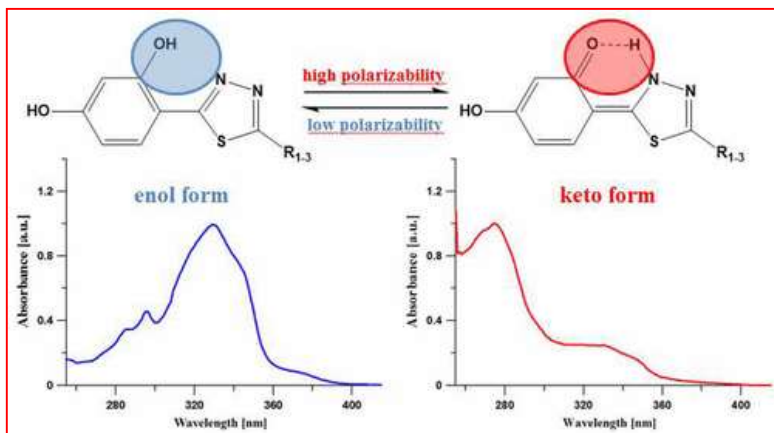 OH
N
N
HO
S
R1-3
high polarizability
low polarizability
O
H
N
N
HO
S
R1-3
enol form
1.2
0.8
0.4
0
Absorbance [a.u.]
280
320
360
400
Wavelength [nm]
keto form
1.2
0.8
0.4
0
Absorbance [a.u.]
280
320
360
400
Wavelength [nm]